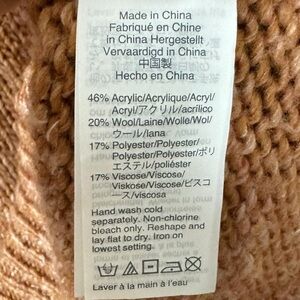 Made in China
Fabriqué en Chine
in China Hergestellt
Vervaardigd in China
中国製
Hecho en China
46% Acrylic/Acrylique/Acryl/
Acryl/アクリル/acrílico
20% Wool/Laine/Wolle/Wol/
ウール/lana
17% Polyester/Polyester/
Polyester/Polyester/ポリ
エステル/poliéster
17% Viscose/Viscose/
Viskose/Viscose/ビスコ
ース/viscosa
Hand wash cold
separately. Non-chlorine
bleach only. Reshape and
lay flat to dry. Iron on
lowest setting.
Laver à la main à l'eau